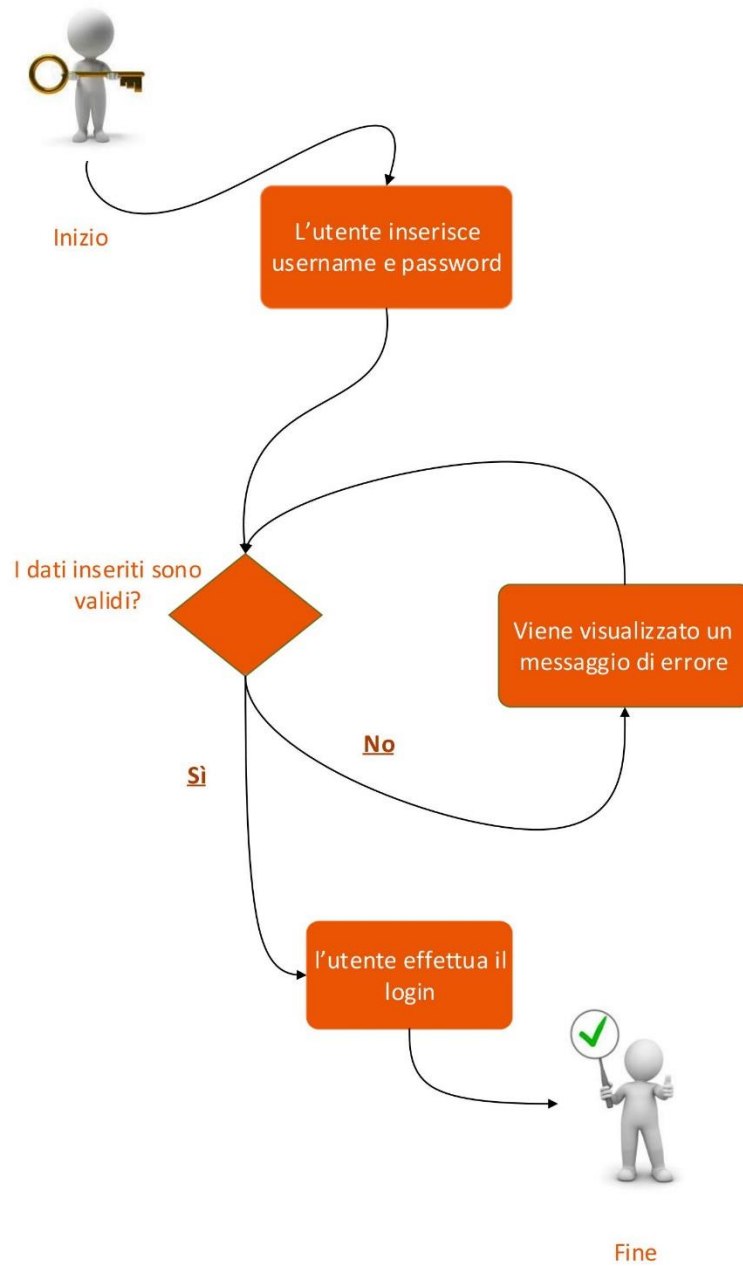 Inizio
L'utente inserisce
username e password
I dati inseriti sono
validi?
Viene visualizzato un
messaggio di errore
No
Sì
l'utente effettua il
login
Fine